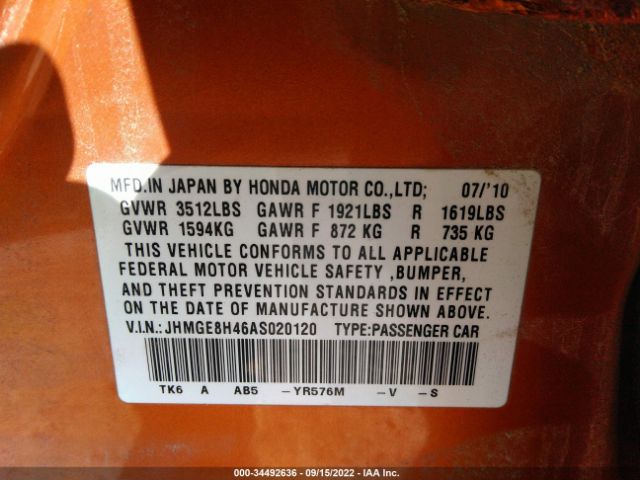 MFD.IN JAPAN BY HONDA MOTOR CO.,LTD; 07/'10
GVWR 3512LBS GAWR F 1921LBS R 1619LBS
GVWR 1594KG GAWR F 872 KG R 735 KG
THIS VEHICLE CONFORMS TO ALL APPLICABLE
FEDERAL MOTOR VEHICLE SAFETY ,BUMPER,
AND THEFT PREVENTION STANDARDS IN EFFECT
ON THE DATE OF MANUFACTURE SHOWN ABOVE.
V.I.N.:JHMGE8H46AS020120 TYPE:PASSENGER CAR
TK6 A AB5 -YR576M -V -S
000-34492636 - 09/15/2022 - IAA Inc.